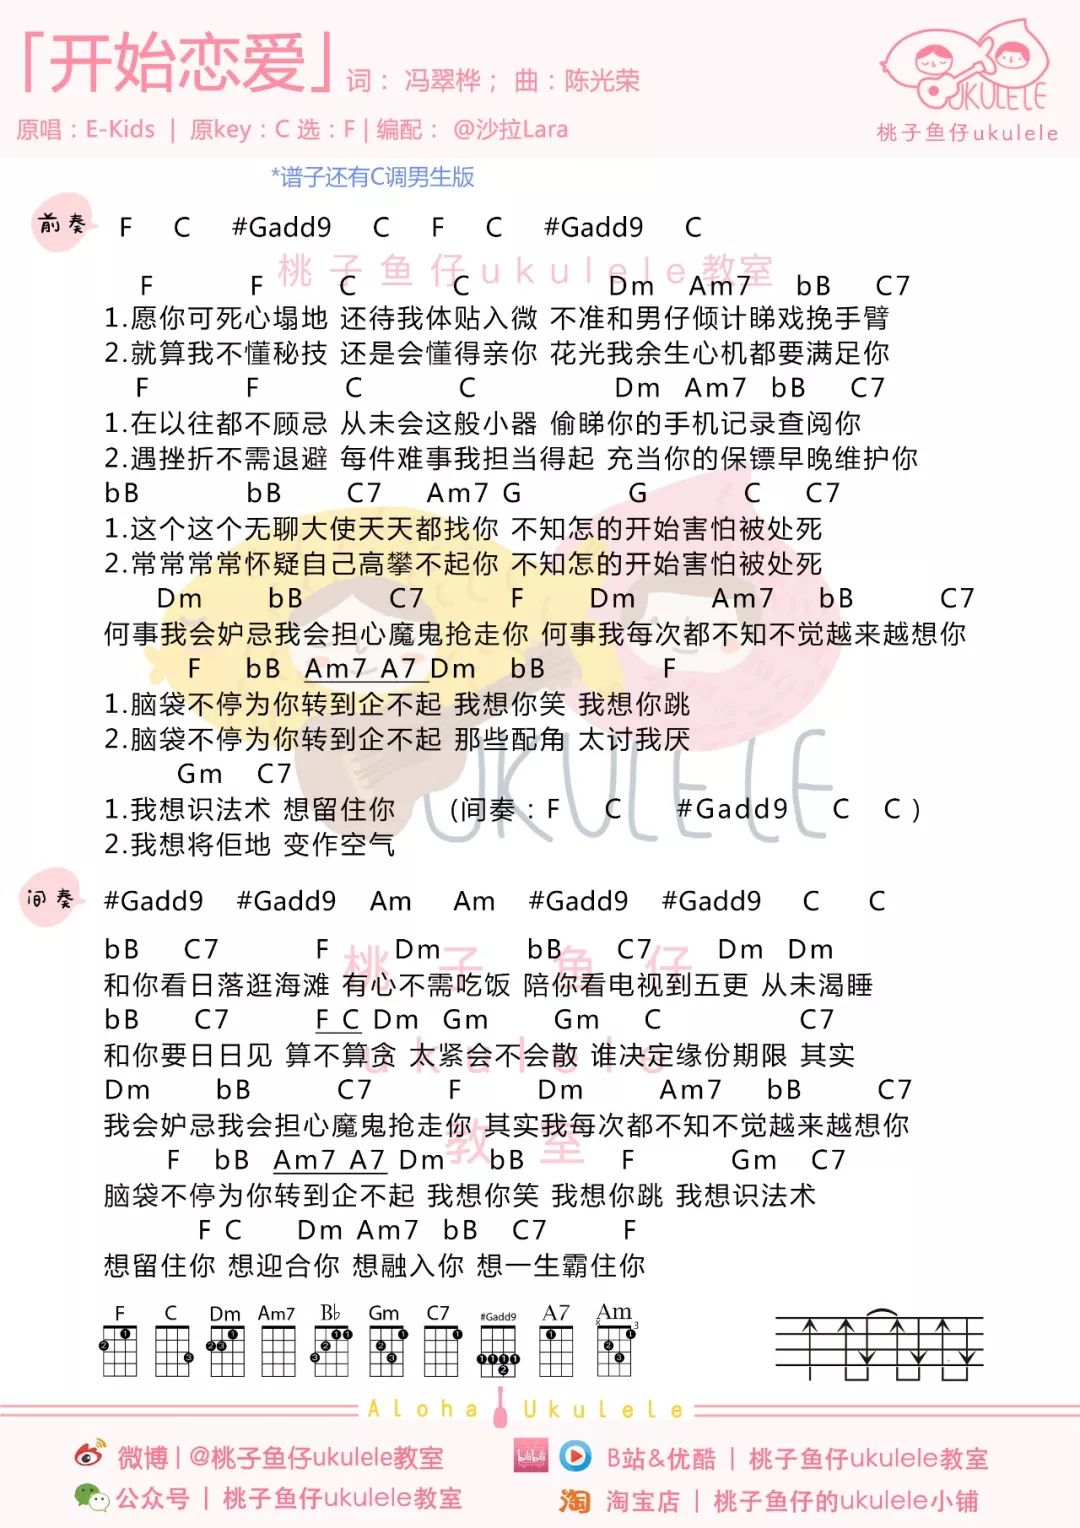 「开始恋爱」 词： 冯翠桦； 曲：陈光荣
原唱：E-Kids ｜ 原key：C 选：F | 编配： @沙拉Lara
UKULELE
桃子鱼仔ukulele
*谱子还有C调男生版
前奏 F C #Gadd9 C F C #Gadd9 C
桃子鱼仔ukulele教室
F F C C Dm Am7 bB C7
1.愿你可死心塌地 还待我体贴入微 不准和男仔倾计睇戏挽手臂
2.就算我不懂秘技 还是会懂得亲你 花光我余生心机都要满足你
F F C C Dm Am7 bB C7
1.在以往都不顾忌 从未会这般小器 偷睇你的手机记录查阅你
2.遇挫折不需退避 每件难事我担当得起 充当你的保镖早晚维护你
bB bB C7 Am7 G G C C7
1.这个这个无聊大使天天都找你 不知怎的开始害怕被处死
2.常常常常怀疑自己高攀不起你 不知怎的开始害怕被处死
Dm bB C7 F Dm Am7 bB C7
何事我会妒忌我会担心魔鬼抢走你 何事我每次都不知不觉越来越想你
F bB Am7 A7 Dm bB F
1.脑袋不停为你转到企不起 我想你笑 我想你跳
2.脑袋不停为你转到企不起 那些配角 太讨我厌
UKULELE
Gm C7
1.我想识法术 想留住你 (间奏：F C #Gadd9 C C )
2.我想将佢地 变作空气
间奏 #Gadd9 #Gadd9 Am Am #Gadd9 #Gadd9 C C
bB C7 F Dm bB C7 Dm Dm
桃子鱼仔
和你看日落逛海滩 有心不需吃饭 陪你看电视到五更 从未渴睡
bB C7 F C Dm Gm Gm C C7
ukulele
和你要日日见 算不算贪 太紧会不会散 谁决定缘份期限 其实
Dm bB C7 F Dm Am7 bB C7
我会妒忌我会担心魔鬼抢走你 其实我每次都不知不觉越来越想你
教室
F bB Am7 A7 Dm bB F Gm C7
脑袋不停为你转到企不起 我想你笑 我想你跳 我想识法术
F C Dm Am7 bB C7 F
想留住你 想迎合你 想融入你 想一生霸住你
F C Dm Am7 B♭ Gm C7 #Gadd9 A7 Am
Aloha Ukulele
微博 | @桃子鱼仔ukulele教室
bilibili B站&优酷 | 桃子鱼仔ukulele教室
公众号 | 桃子鱼仔ukulele教室
淘 淘宝店 | 桃子鱼仔的ukulele小铺